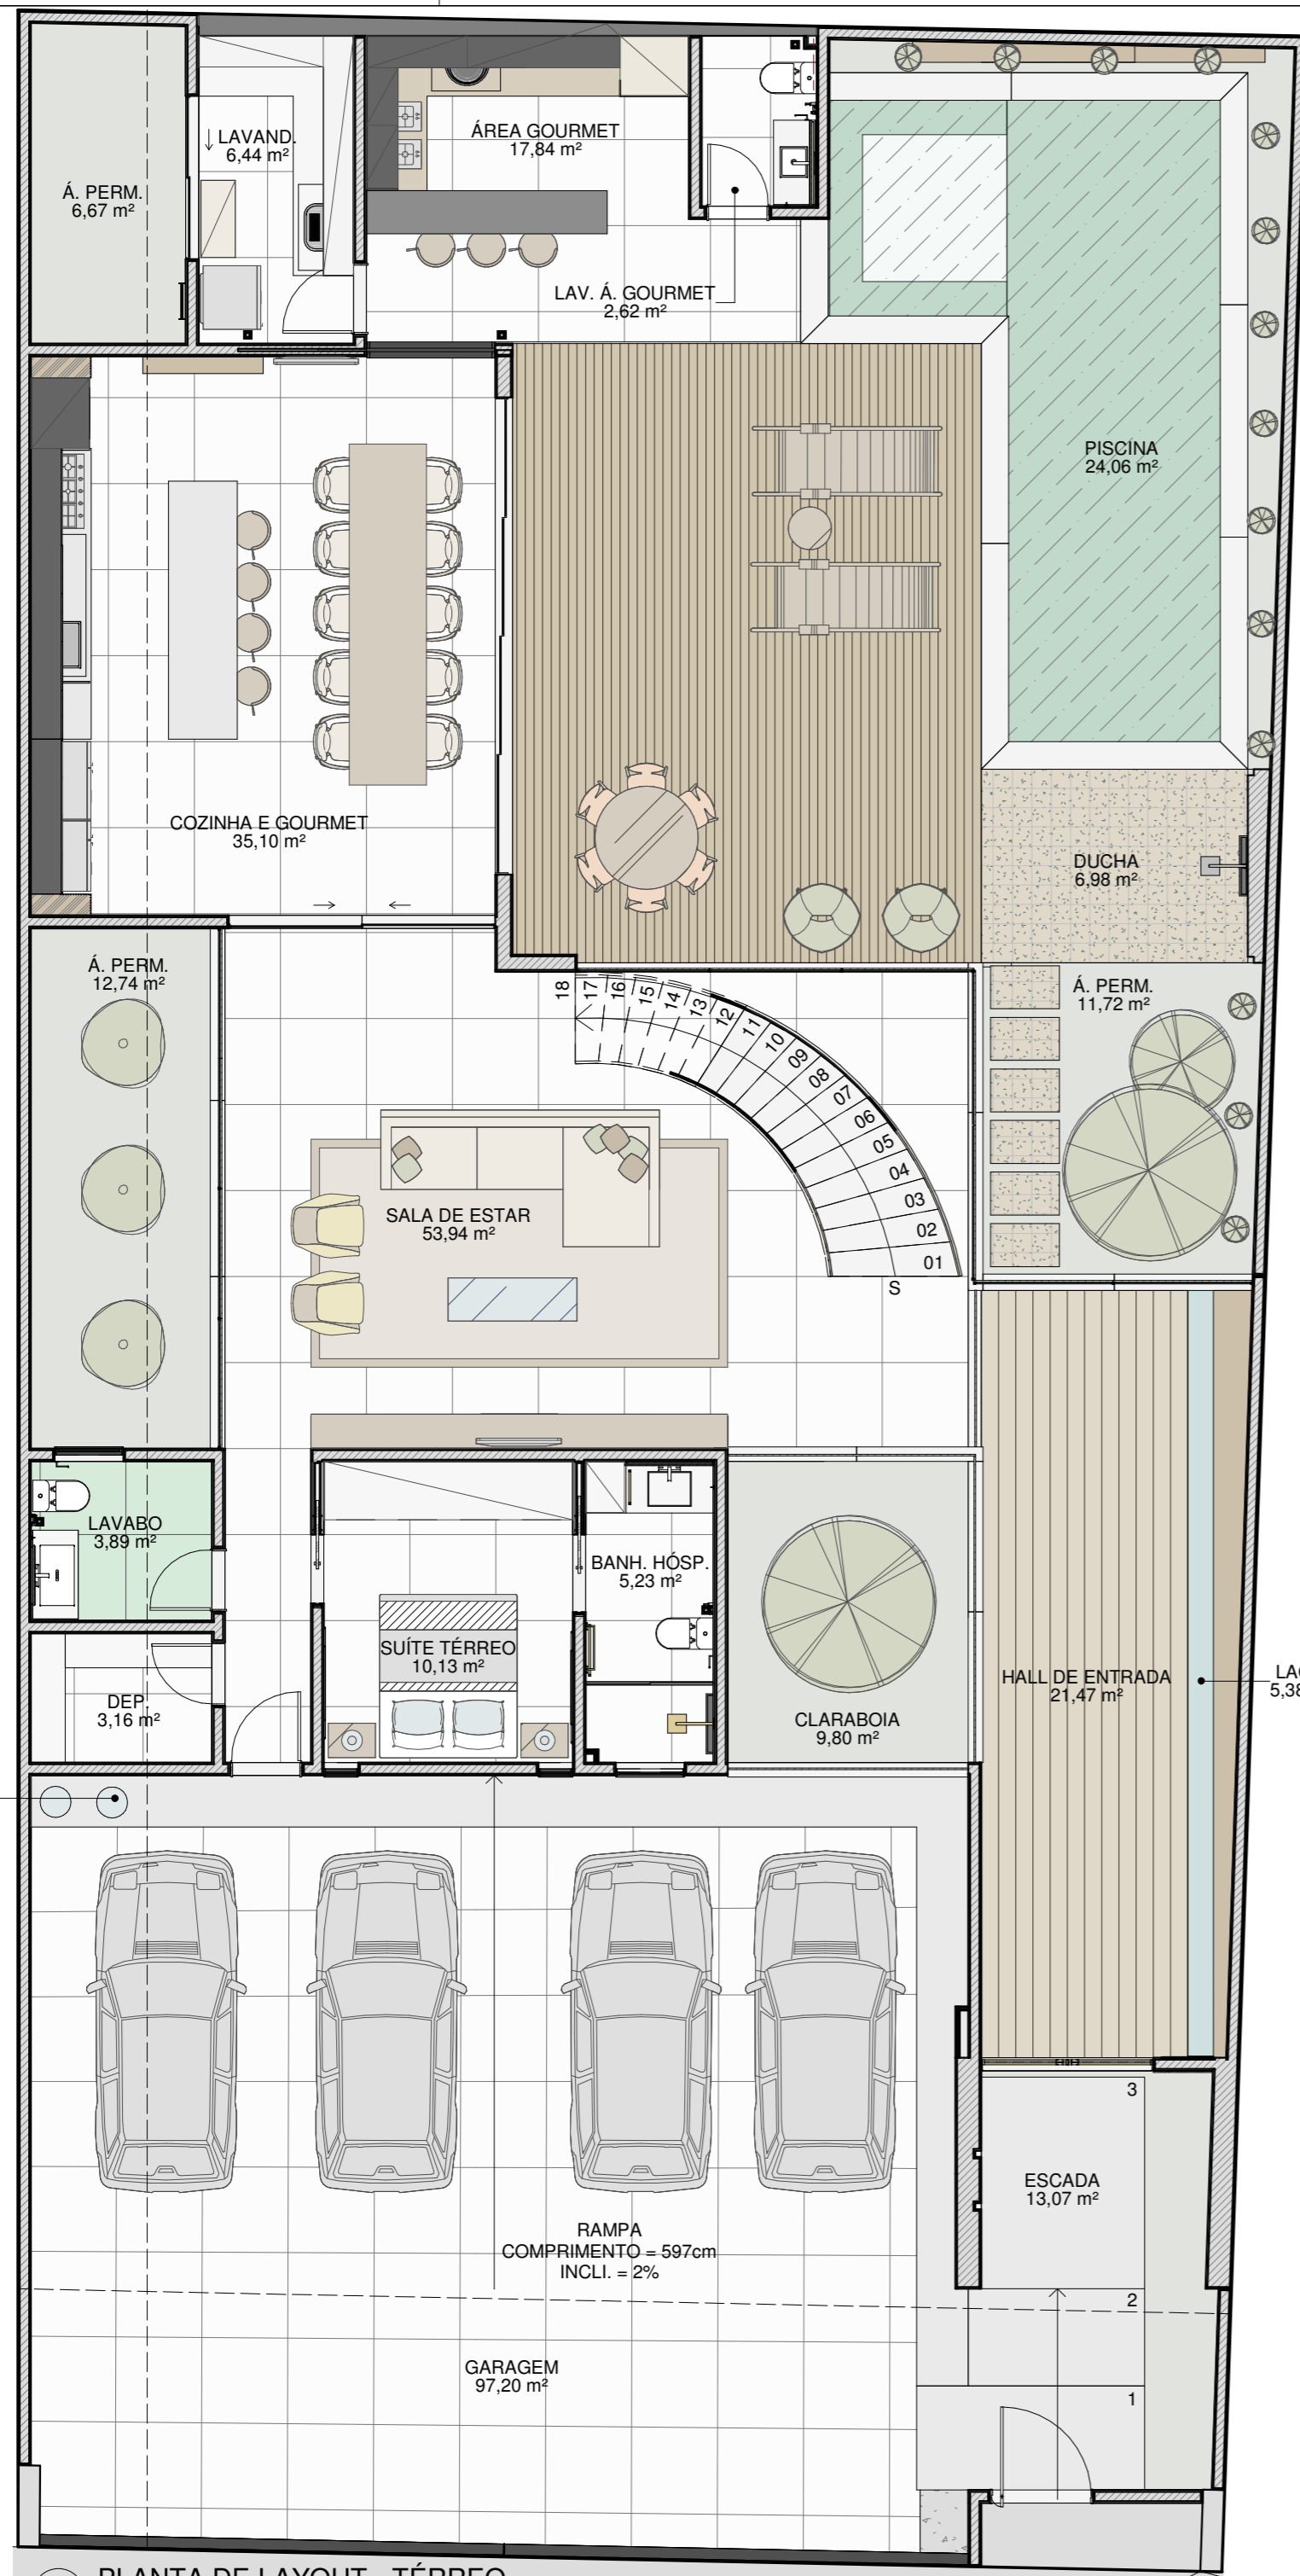 LAVAND.
6,44 m²
ÁREA GOURMET
17,84 m²
Á. PERM.
6,67 m²
LAV. Á. GOURMET
2,62 m²
PISCINA
24,06 m²
COZINHA E GOURMET
35,10 m²
DUCHA
6,98 m²
Á. PERM.
12,74 m²
Á. PERM.
11,72 m²
18
17
16
15
14
13
12
11
10
09
08
07
06
05
04
03
02
01
S
SALA DE ESTAR
53,94 m²
LAVABO
3,89 m²
BANH. HÓSP.
5,23 m²
SUÍTE TÉRREO
10,13 m²
HALL DE ENTRADA
21,47 m²
DEP.
3,16 m²
CLARABOIA
9,80 m²
3
ESCADA
13,07 m²
RAMPA
COMPRIMENTO = 597cm
INCLI. = 2%
2
GARAGEM
97,20 m²
1
PLANTA DE LAYOUT - TÉRREO